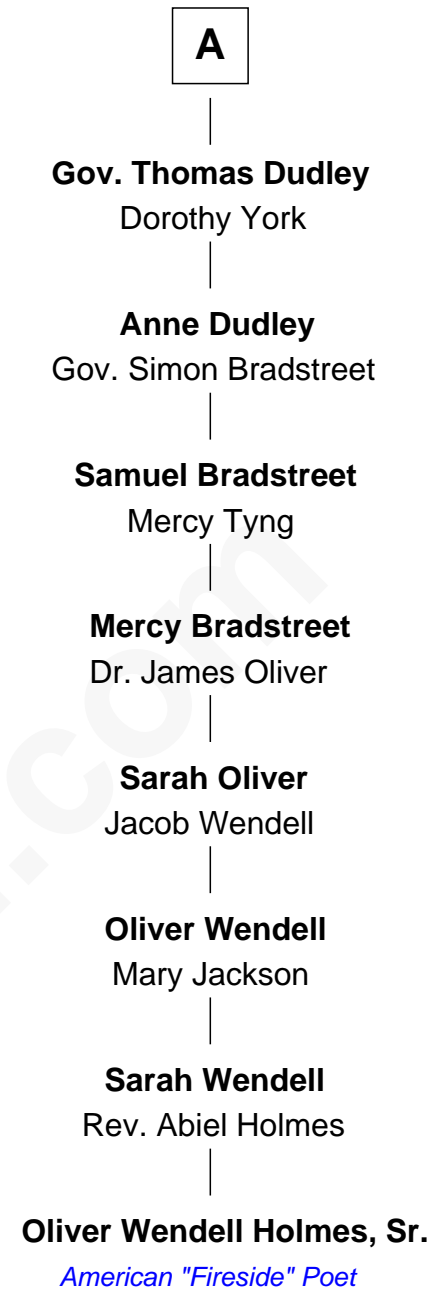 A
Gov. Thomas Dudley
Dorothy York
Anne Dudley
Gov. Simon Bradstreet
Samuel Bradstreet
Mercy Tyng
Mercy Bradstreet
Dr. James Oliver
Sarah Oliver
Jacob Wendell
Oliver Wendell
Mary Jackson
Sarah Wendell
Rev. Abiel Holmes
Oliver Wendell Holmes, Sr.
American "Fireside" Poet